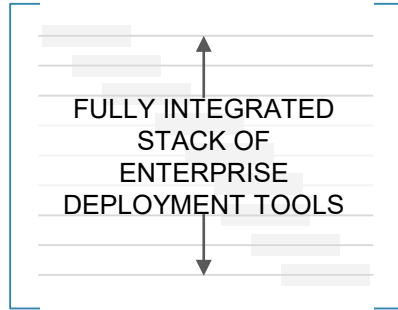 FULLY INTEGRATED
STACK OF
ENTERPRISE
DEPLOYMENT TOOLS